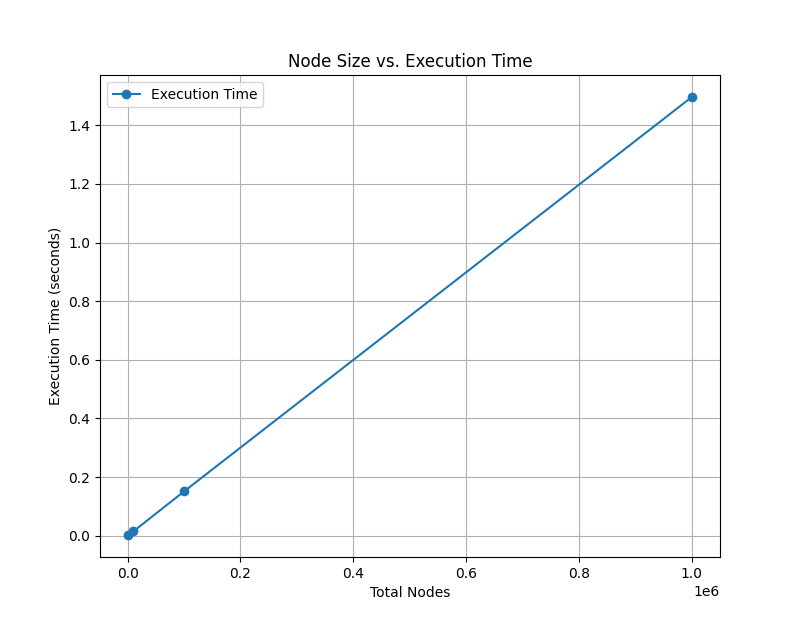 Node Size vs. Execution Time
Execution Time
Execution Time (seconds)
1.4
1.2
1.0
0.8
0.6
0.4
0.2
0.0
0.0 0.2 0.4 0.6 0.8 1.0
1e6
Total Nodes